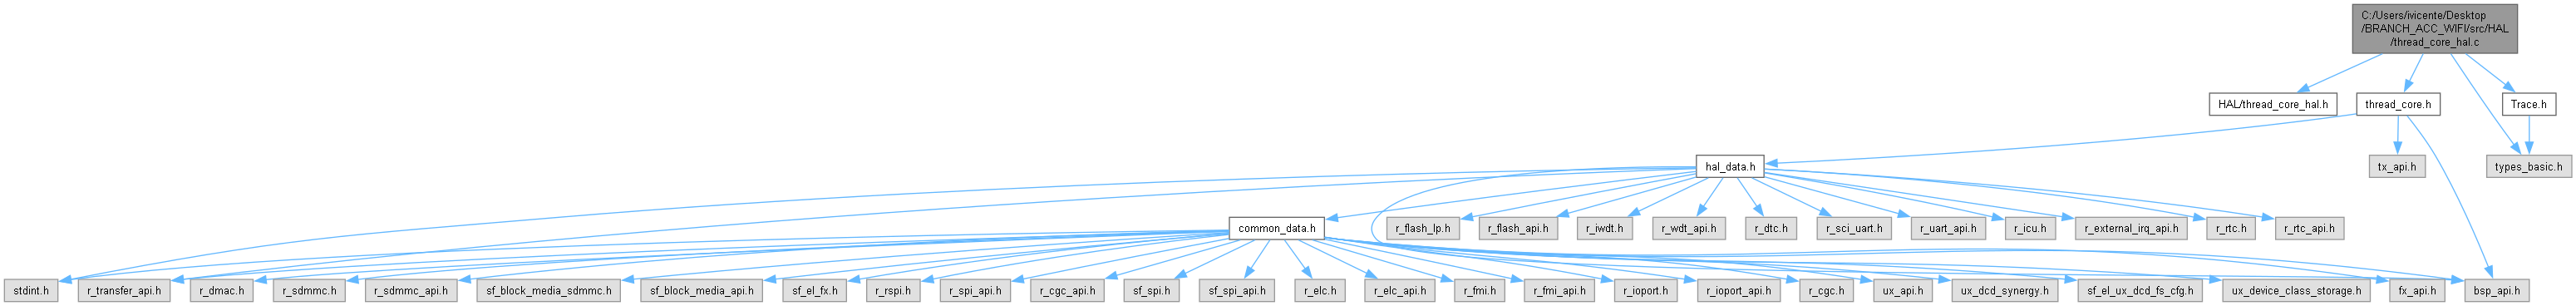 C:/Users/ivicente/Desktop
/BRANCH_ACC_WIFI/src/HAL
/thread_core_hal.c
HAL/thread_core_hal.h
thread_core.h
Trace.h
hal_data.h
tx_api.h
types_basic.h
common_data.h
r_flash_lp.h
r_flash_api.h
r_iwdt.h
r_wdt_api.h
r_dtc.h
r_sci_uart.h
r_uart_api.h
r_icu.h
r_external_irq_api.h
r_rtc.h
r_rtc_api.h
stdint.h
r_transfer_api.h
r_dmac.h
r_sdmmc.h
r_sdmmc_api.h
sf_block_media_sdmmc.h
sf_block_media_api.h
sf_el_fx.h
r_rspi.h
r_spi_api.h
r_cgc_api.h
sf_spi.h
sf_spi_api.h
r_elc.h
r_elc_api.h
r_fmi.h
r_fmi_api.h
r_ioport.h
r_ioport_api.h
r_cgc.h
ux_api.h
ux_dcd_synergy.h
sf_el_ux_dcd_fs_cfg.h
ux_device_class_storage.h
fx_api.h
bsp_api.h